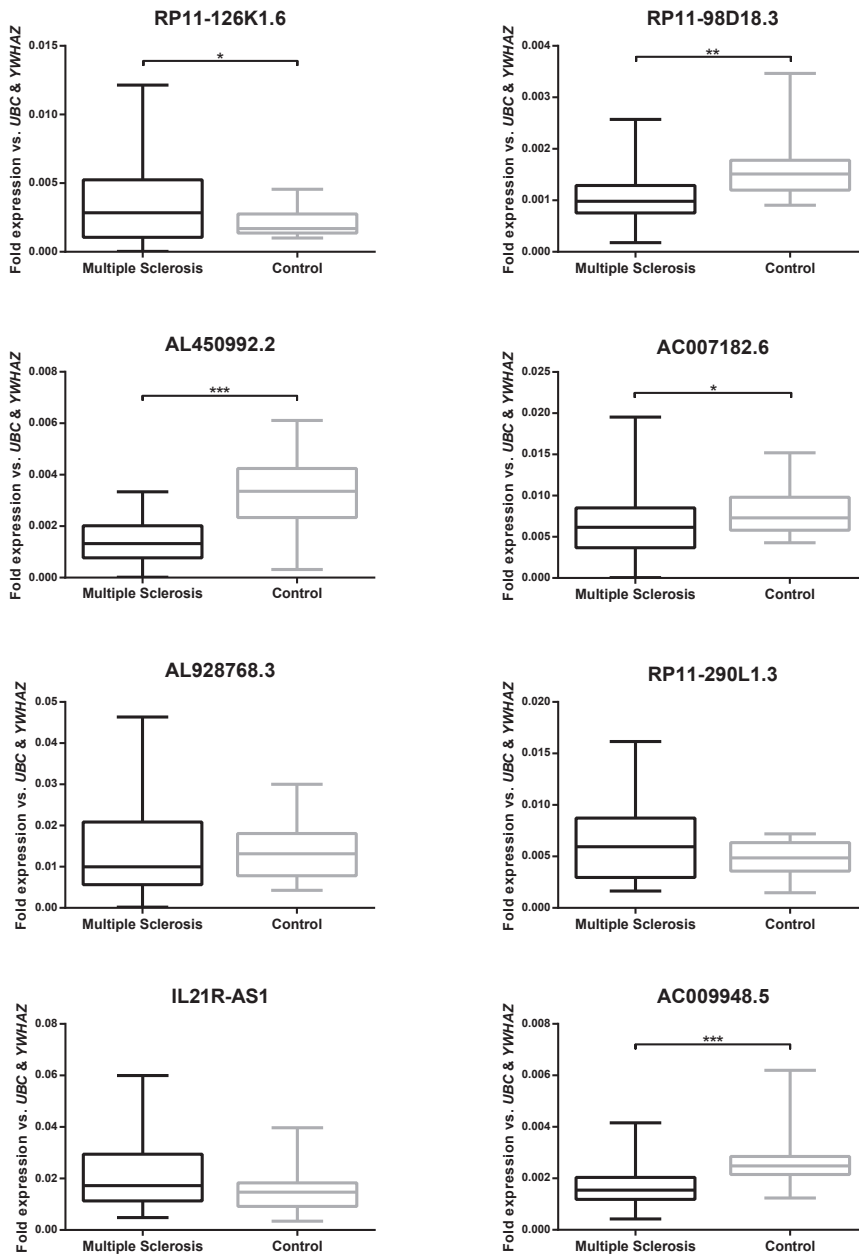 RP11-126K1.6
Fold expression vs. UBC & YWHAZ
0.015
0.010
0.005
0.000
*
Multiple Sclerosis
Control
RP11-98D18.3
Fold expression vs. UBC & YWHAZ
0.004
0.003
0.002
0.001
0.000
**
Multiple Sclerosis
Control
AL450992.2
Fold expression vs. UBC & YWHAZ
0.008
0.006
0.004
0.002
0.000
***
Multiple Sclerosis
Control
AC007182.6
Fold expression vs. UBC & YWHAZ
0.025
0.020
0.015
0.010
0.005
0.000
*
Multiple Sclerosis
Control
AL928768.3
Fold expression vs. UBC & YWHAZ
0.05
0.04
0.03
0.02
0.01
0.00
Multiple Sclerosis
Control
RP11-290L1.3
Fold expression vs. UBC & YWHAZ
0.020
0.015
0.010
0.005
0.000
Multiple Sclerosis
Control
IL21R-AS1
Fold expression vs. UBC & YWHAZ
0.08
0.06
0.04
0.02
0.00
Multiple Sclerosis
Control
AC009948.5
Fold expression vs. UBC & YWHAZ
0.008
0.006
0.004
0.002
0.000
***
Multiple Sclerosis
Control